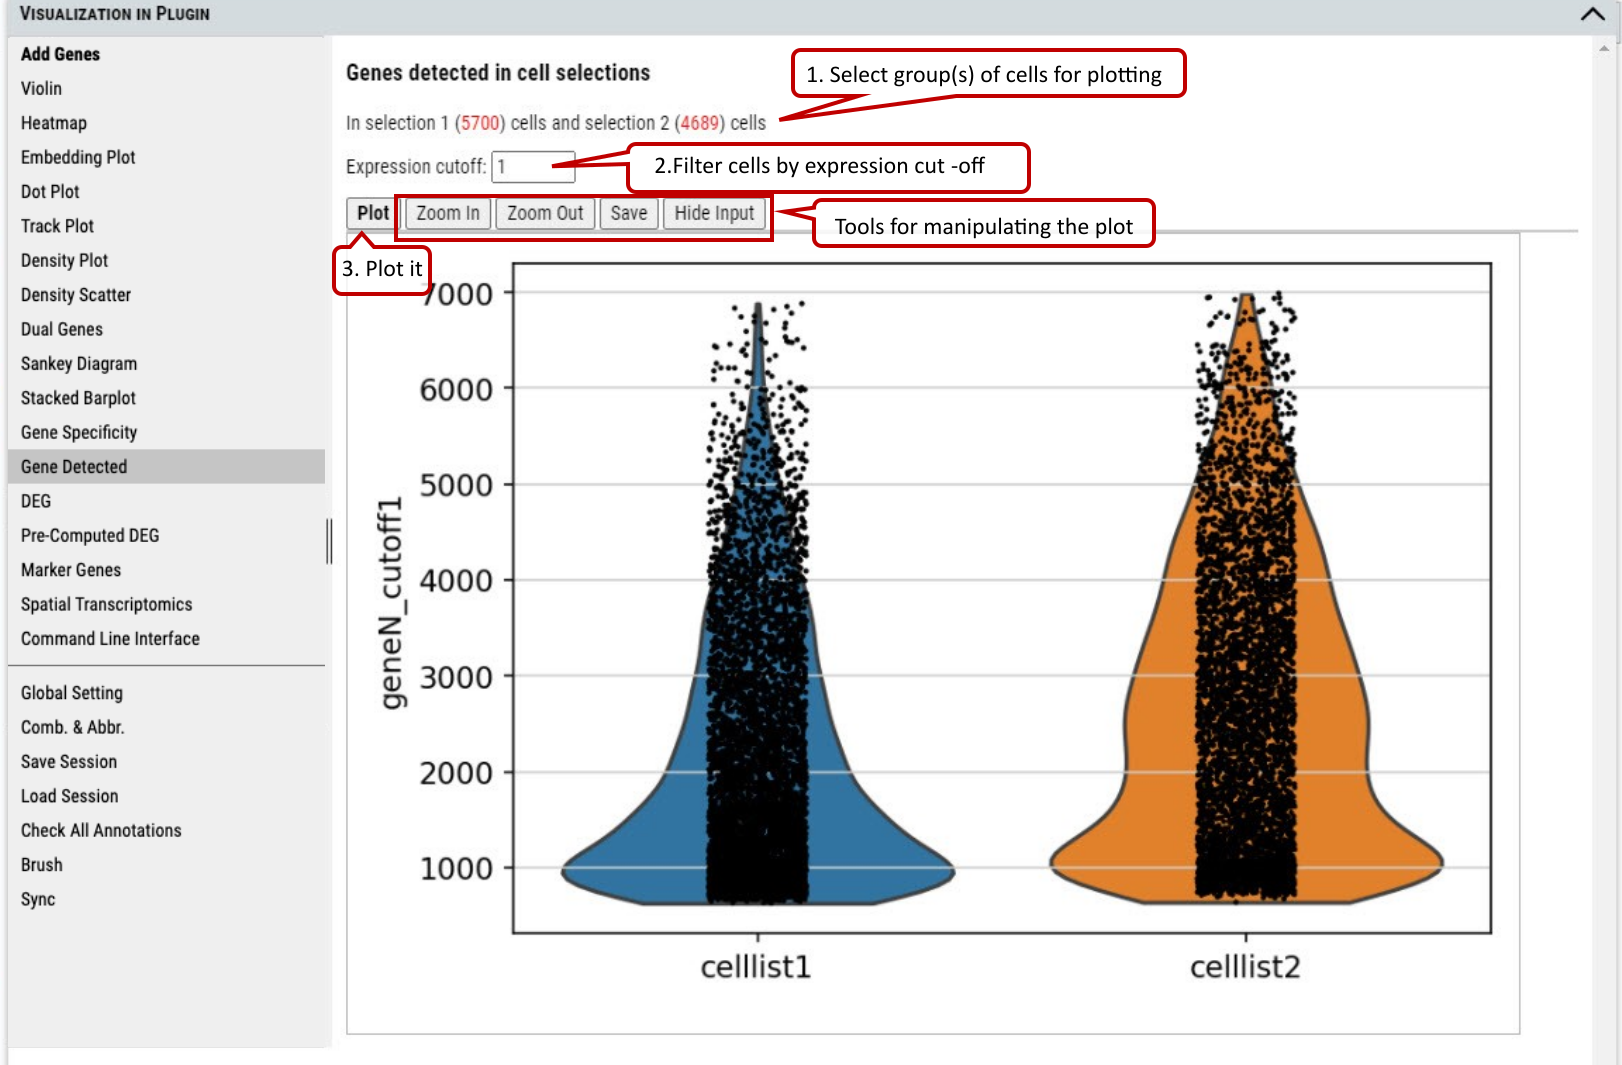 VISUALIZATION IN PLUGIN
Add Genes
Violin
Heatmap
Embedding Plot
Dot Plot
Track Plot
Density Plot
Density Scatter
Dual Genes
Sankey Diagram
Stacked Barplot
Gene Specificity
Gene Detected
DEG
Pre-Computed DEG
Marker Genes
Spatial Transcriptomics
Command Line Interface
Global Setting
Comb. & Abbr.
Save Session
Load Session
Check All Annotations
Brush
Sync
Genes detected in cell selections
1. Select group(s) of cells for plotting
In selection 1 (5700) cells and selection 2 (4689) cells
Expression cutoff: 1
2.Filter cells by expression cut -off
Plot Zoom In Zoom Out Save Hide Input
Tools for manipulating the plot
3. Plot it
7000
6000
5000
4000
3000
2000
1000
geneN_cutoff1
celllist1 celllist2